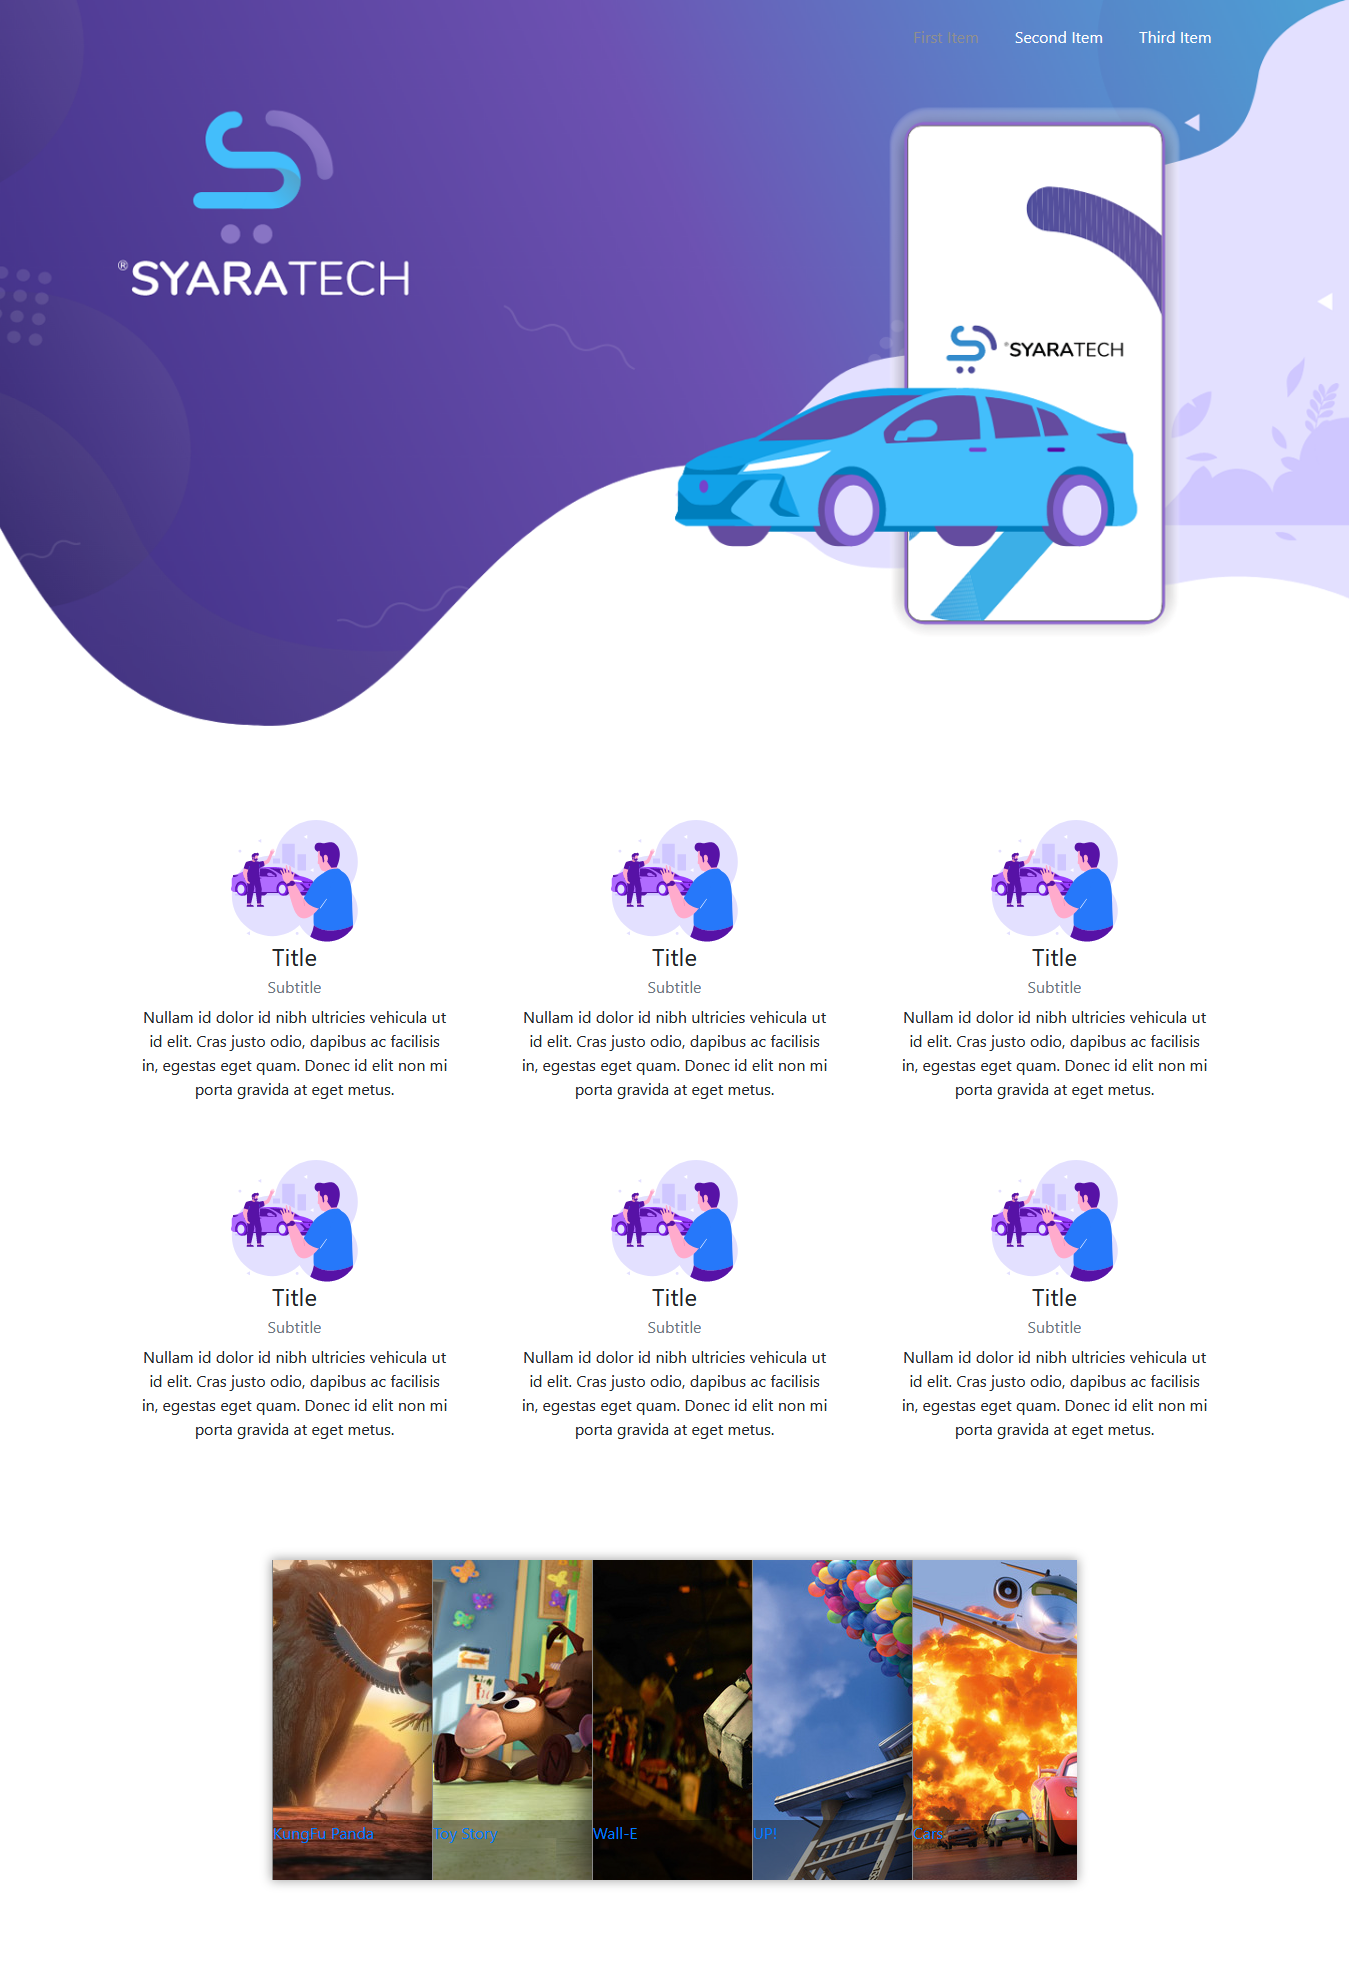 First Item Second Item Third Item
®SYARATECH
®SYARATECH
Title
Subtitle
Nullam id dolor id nibh ultricies vehicula ut
id elit. Cras justo odio, dapibus ac facilisis
in, egestas eget quam. Donec id elit non mi
porta gravida at eget metus.
Title
Subtitle
Nullam id dolor id nibh ultricies vehicula ut
id elit. Cras justo odio, dapibus ac facilisis
in, egestas eget quam. Donec id elit non mi
porta gravida at eget metus.
Title
Subtitle
Nullam id dolor id nibh ultricies vehicula ut
id elit. Cras justo odio, dapibus ac facilisis
in, egestas eget quam. Donec id elit non mi
porta gravida at eget metus.
Title
Subtitle
Nullam id dolor id nibh ultricies vehicula ut
id elit. Cras justo odio, dapibus ac facilisis
in, egestas eget quam. Donec id elit non mi
porta gravida at eget metus.
Title
Subtitle
Nullam id dolor id nibh ultricies vehicula ut
id elit. Cras justo odio, dapibus ac facilisis
in, egestas eget quam. Donec id elit non mi
porta gravida at eget metus.
Title
Subtitle
Nullam id dolor id nibh ultricies vehicula ut
id elit. Cras justo odio, dapibus ac facilisis
in, egestas eget quam. Donec id elit non mi
porta gravida at eget metus.
KungFu Panda
Toy Story
Wall-E
UP!
Cars